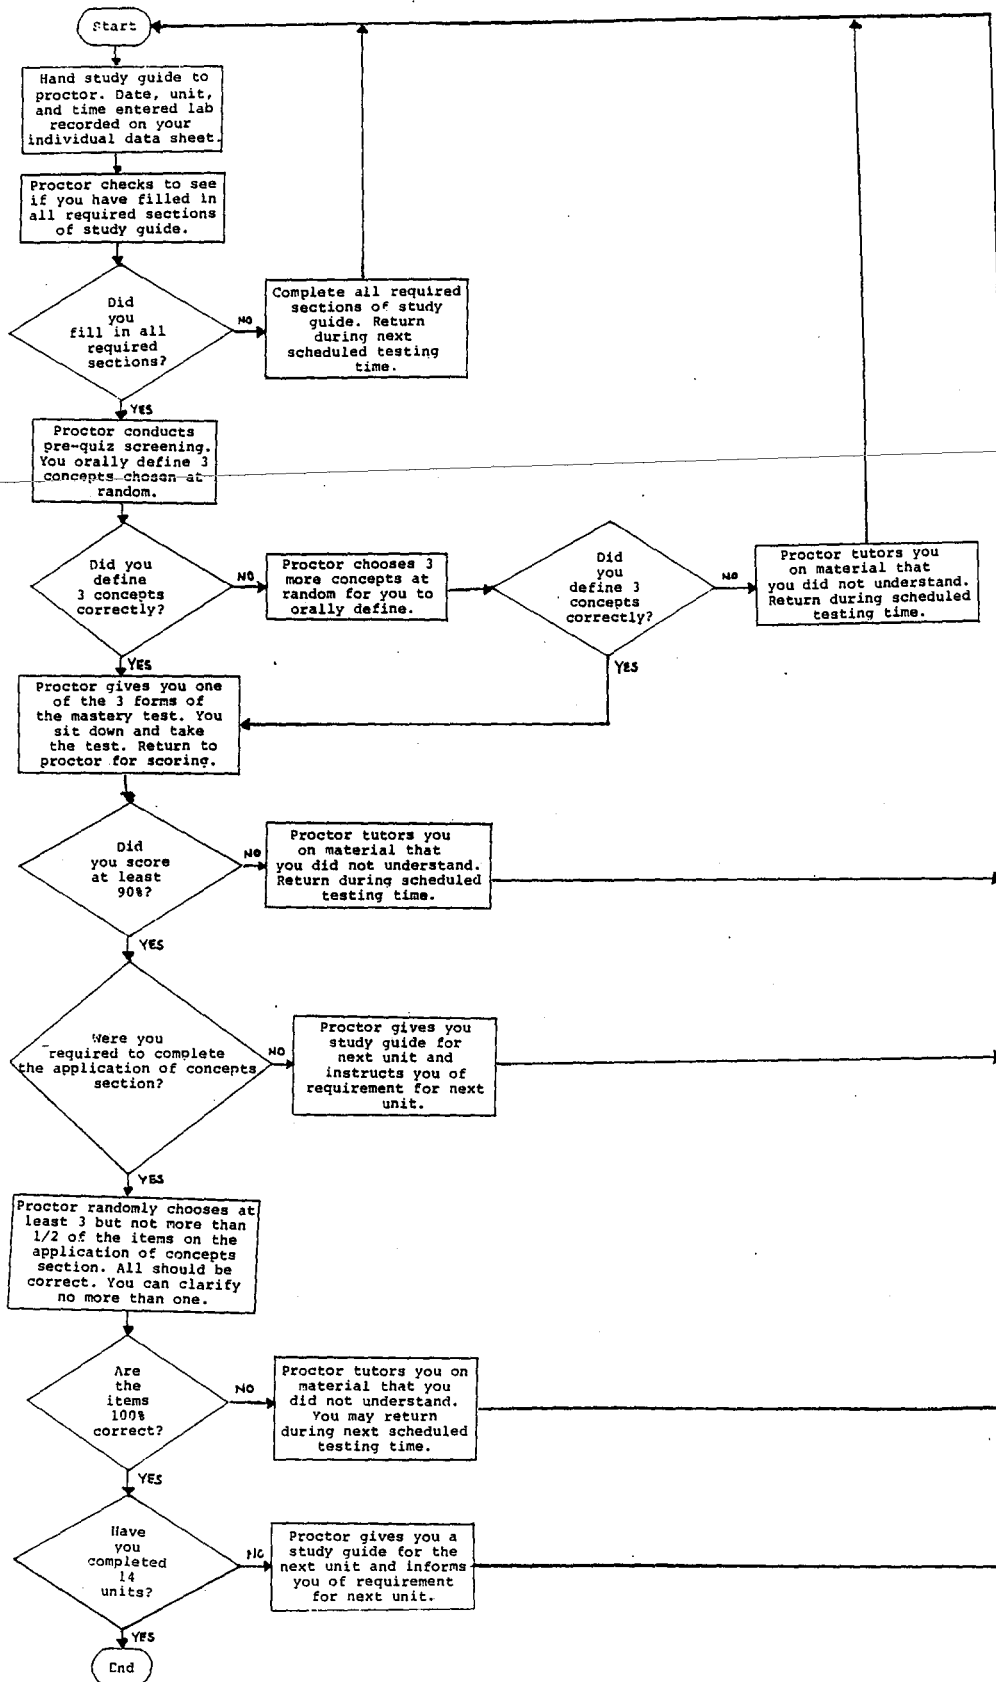 Start
Hand study guide to
proctor. Date, unit,
and time entered lab
recorded on your
individual data sheet.
Proctor checks to see
if you have filled in
all required sections
of study guide.
Did
you
fill in all
required
sections?
NO
Complete all required
sections of study
guide. Return
during next
scheduled testing
time.
YES
Proctor conducts
pre-quiz screening.
You orally define 3
concepts chosen at
random.
Did you
define
3 concepts
correctly?
NO
Proctor chooses 3
more concepts at
random for you to
orally define.
Did
you
define 3
concepts
correctly?
NO
Proctor tutors you
on material that
you did not understand.
Return during scheduled
testing time.
YES
YES
Proctor gives you one
of the 3 forms of
the mastery test. You
sit down and take
the test. Return to
proctor for scoring.
Did
you score
at least
90%?
NO
Proctor tutors you
on material that
you did not understand.
Return during scheduled
testing time.
YES
Were you
required to complete
the application of concepts
section?
NO
Proctor gives you
study guide for
next unit and
instructs you of
requirement for next
unit.
YES
Proctor randomly chooses at
least 3 but not more than
1/2 of the items on the
application of concepts
section. All should be
correct. You can clarify
no more than one.
Are
the
items
100%
correct?
NO
Proctor tutors you on
material that you
did not understand.
You may return
during next scheduled
testing time.
YES
Have
you
completed
14
units?
NO
Proctor gives you a
study guide for the
next unit and informs
you of requirement
for next unit.
YES
End